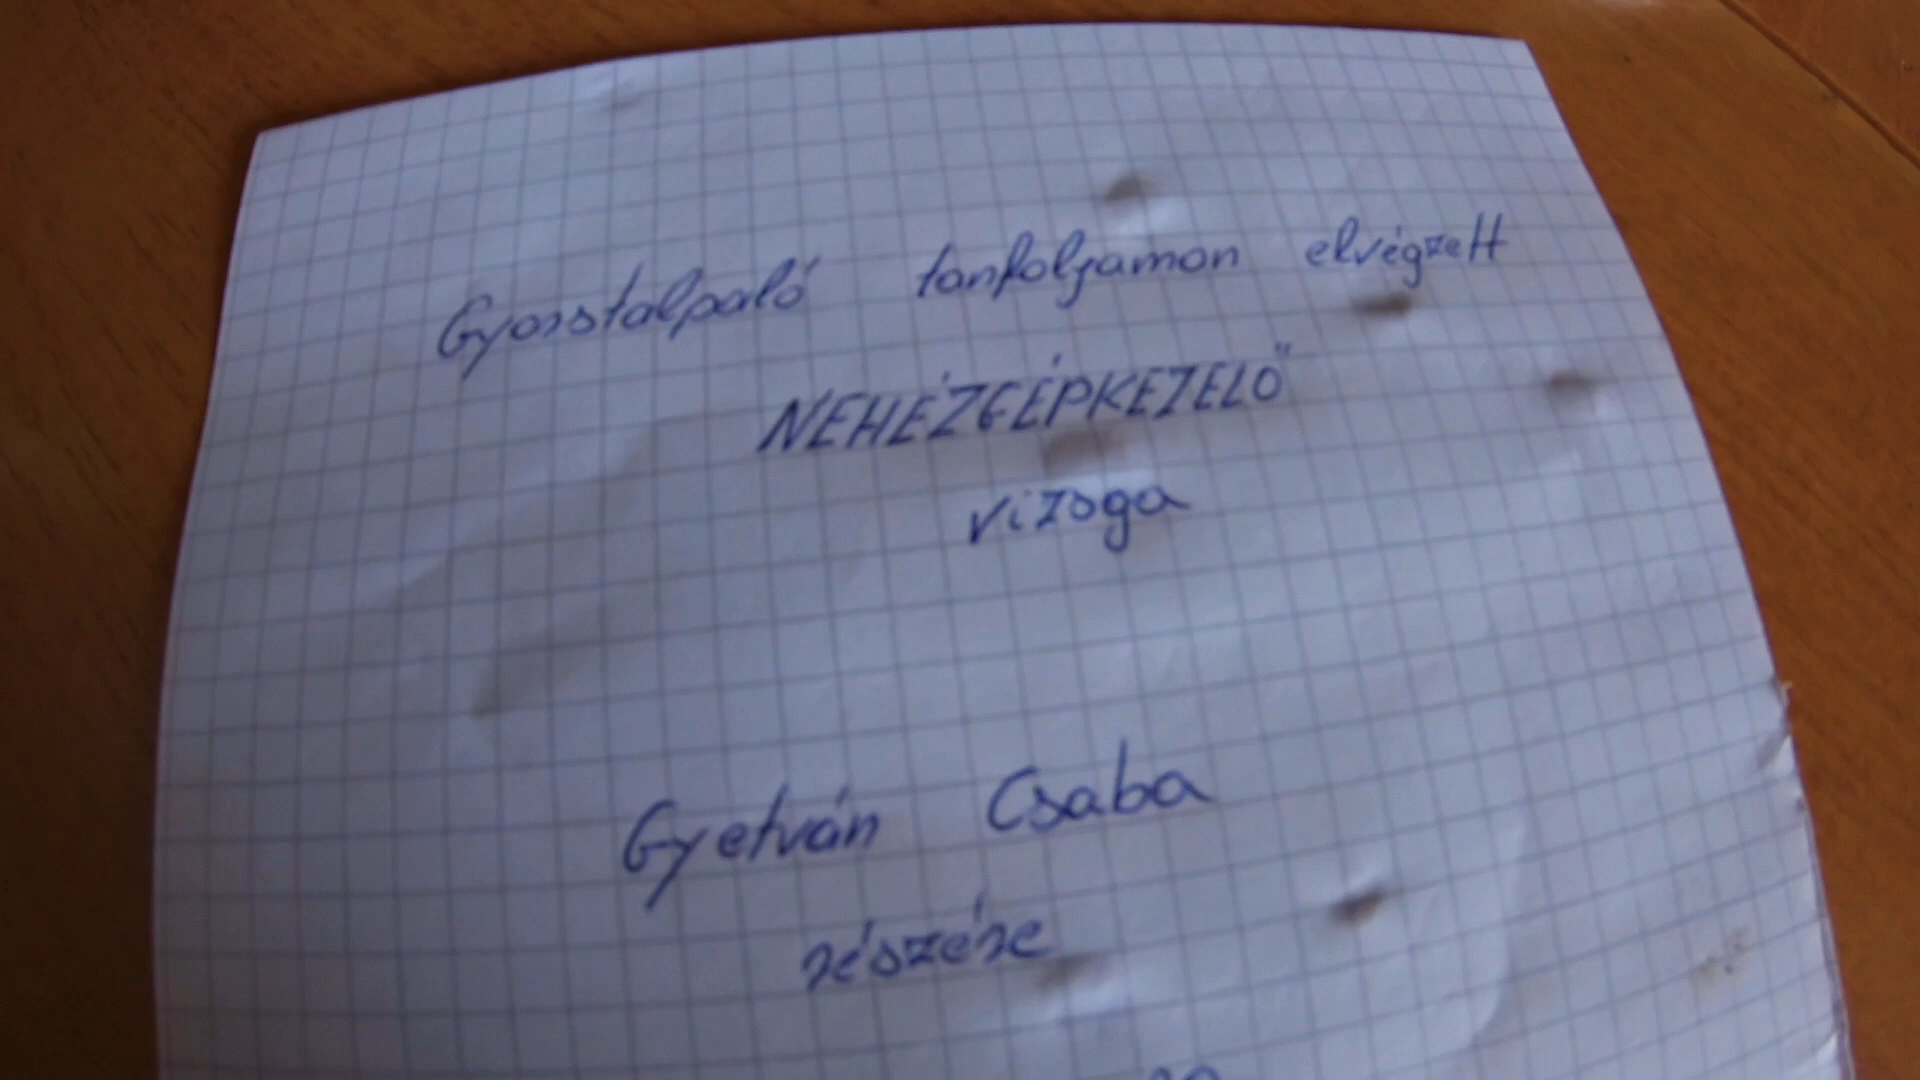 Gyorstalpaló tanfolyamon elvégzett
NEHÉZGÉPKEZELŐ
vizsga
Gyetván Csaba
részére